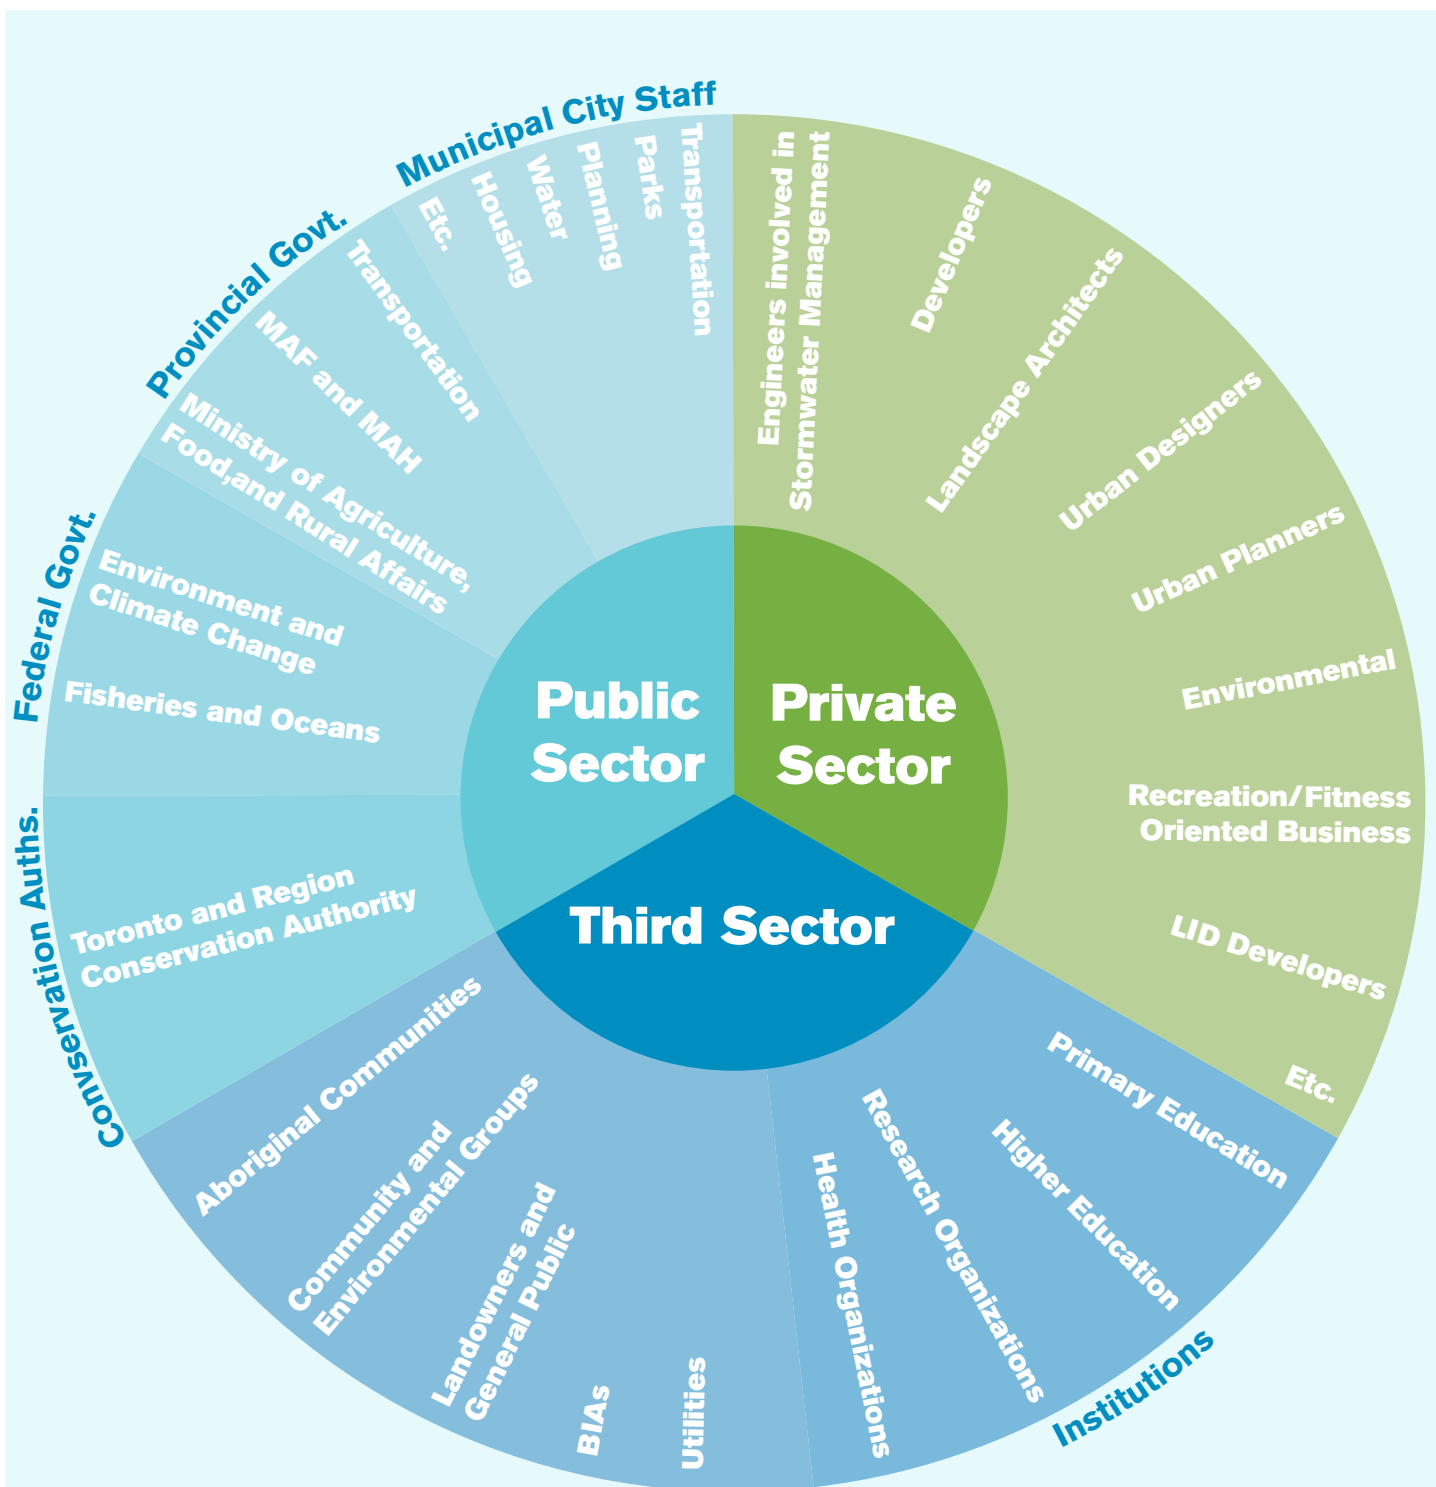 Municipal City Staff
Etc.
Housing
Water
Planning
Parks
Transportation
Provincial Govt.
Transportation
MAF and MAH
Ministry of Agriculture,
Food,and Rural Affairs
Federal Govt.
Environment and
Climate Change
Fisheries and Oceans
Convservation Auths.
Toronto and Region
Conservation Authority
Public
Sector
Private
Sector
Engineers involved in
Stormwater Management
Developers
Landscape Architects
Urban Designers
Urban Planners
Environmental
Recreation/Fitness
Oriented Business
LID Developers
Etc.
Third Sector
Primary Education
Higher Education
Research Organizations
Health Organizations
Institutions
Utilities
BIAs
Landowners and
General Public
Community and
Environmental Groups
Aboriginal Communities